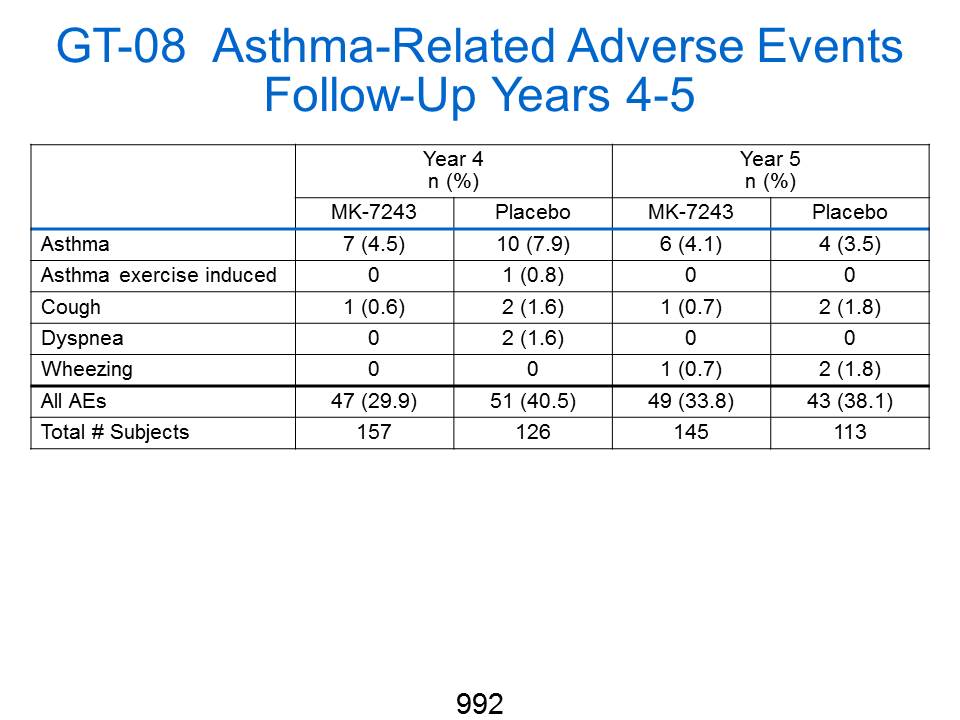 GT-08 Asthma-Related Adverse Events
Follow-Up Years 4-5
Year 4 Year 5
n (%) n (%)
MK-7243 Placebo MK-7243 Placebo
Asthma 7 (4.5) 10 (7.9) 6 (4.1) 4 (3.5)
Asthma exercise induced 0 1 (0.8) 0 0
Cough 1 (0.6) 2 (1.6) 1 (0.7) 2 (1.8)
Dyspnea 0 2 (1.6) 0 0
Wheezing 0 0 1 (0.7) 2 (1.8)
All AEs 47 (29.9) 51 (40.5) 49 (33.8) 43 (38.1)
Total # Subjects 157 126 145 113
992